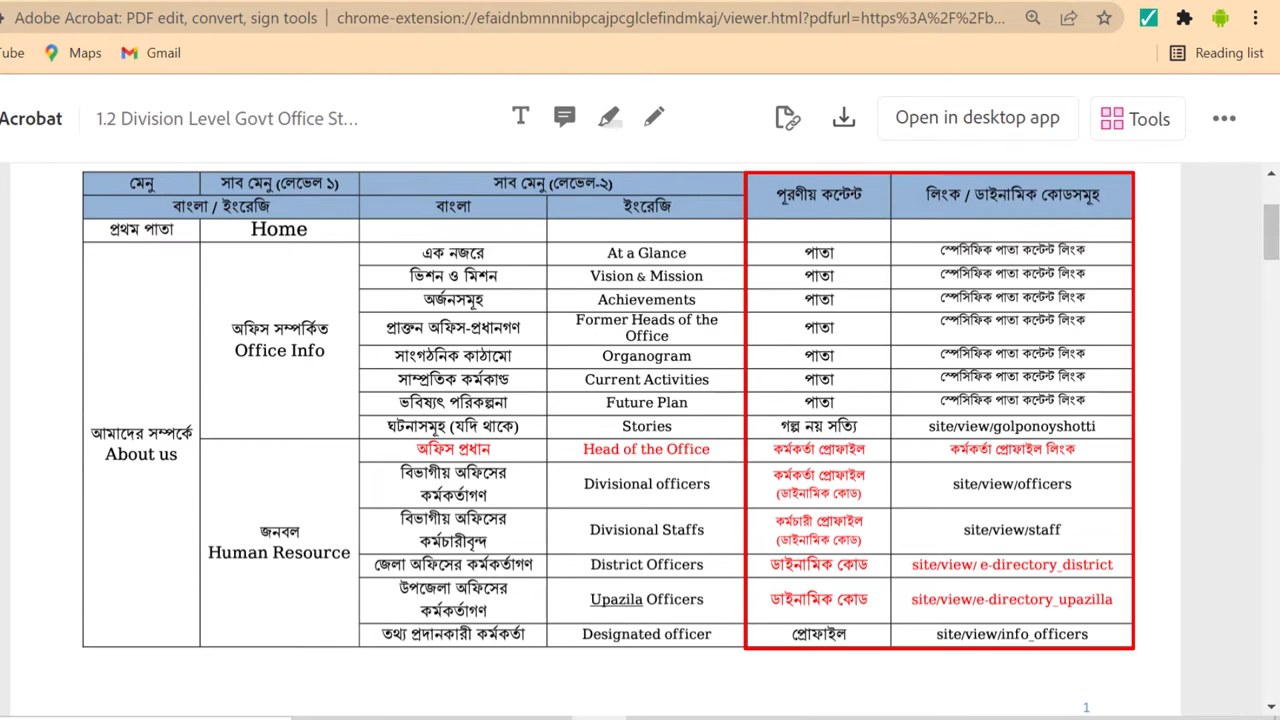 Adobe Acrobat: PDF edit, convert, sign tools
chrome-extension://efaidnbmnnnibpcajpcglclefindmkaj/viewer.html?pdfurl=https%3A%2F%2Fb...
Tube Maps Gmail Reading list
Acrobat 1.2 Division Level Govt Office St... Open in desktop app Tools
মেনু সাব মেনু (লেভেল ১) সাব মেনু (লেভেল-২) পূরণীয় কন্টেন্ট লিংক / ডাইনামিক কোডসমূহ
বাংলা / ইংরেজি বাংলা ইংরেজি
প্রথম পাতা Home
এক নজরে At a Glance পাতা স্পেসিফিক পাতা কন্টেন্ট লিংক
ভিশন ও মিশন Vision & Mission পাতা স্পেসিফিক পাতা কন্টেন্ট লিংক
অর্জনসমূহ Achievements পাতা স্পেসিফিক পাতা কন্টেন্ট লিংক
প্রাক্তন অফিস-প্রধানগণ Former Heads of the Office পাতা স্পেসিফিক পাতা কন্টেন্ট লিংক
অফিস সম্পর্কিত
Office Info
সাংগঠনিক কাঠামো Organogram পাতা স্পেসিফিক পাতা কন্টেন্ট লিংক
সাম্প্রতিক কর্মকান্ড Current Activities পাতা স্পেসিফিক পাতা কন্টেন্ট লিংক
ভবিষ্যৎ পরিকল্পনা Future Plan পাতা স্পেসিফিক পাতা কন্টেন্ট লিংক
ঘটনাসমূহ (যদি থাকে) Stories গল্প নয় সত্যি site/view/golponoyshotti
আমাদের সম্পর্কে
About us
অফিস প্রধান Head of the Office কর্মকর্তা প্রোফাইল কর্মকর্তা প্রোফাইল লিংক
বিভাগীয় অফিসের
কর্মকর্তাগণ Divisional officers কর্মকর্তা প্রোফাইল
(ডাইনামিক কোড) site/view/officers
বিভাগীয় অফিসের
কর্মচারীবৃন্দ Divisional Staffs কর্মচারী প্রোফাইল
(ডাইনামিক কোড) site/view/staff
জনবল
Human Resource
জেলা অফিসের কর্মকর্তাগণ District Officers ডাইনামিক কোড site/view/ e-directory_district
উপজেলা অফিসের
কর্মকর্তাগণ Upazila Officers ডাইনামিক কোড site/view/e-directory_upazilla
তথ্য প্রদানকারী কর্মকর্তা Designated officer প্রোফাইল site/view/info_officers
1